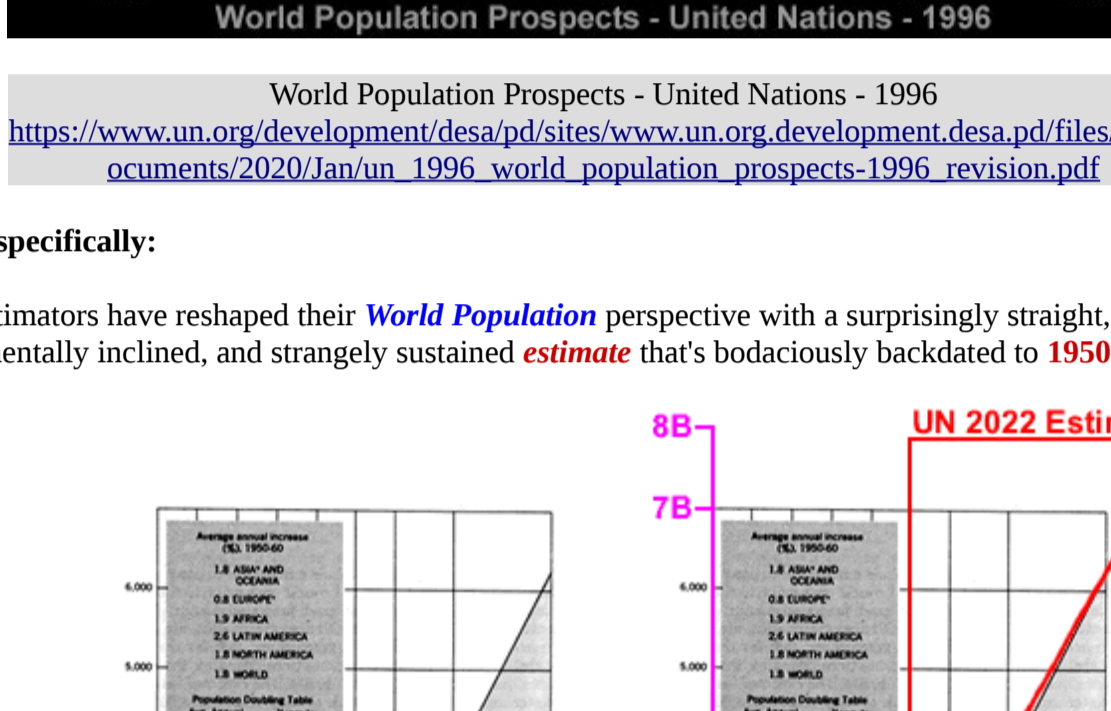 World Population Prospects - United Nations - 1996
World Population Prospects - United Nations - 1996
https://www.un.org/development/desa/pd/sites/www.un.org.development.desa.pd/files/
ocuments/2020/Jan/un_1996_world_population_prospects-1996_revision.pdf
specifically:
timators have reshaped their World Population perspective with a surprisingly straight,
entally inclined, and strangely sustained estimate that's bodaciously backdated to 1950
8B
UN 2022 Esti
7B
Average annual increase
(%), 1950-60
1.8 ASIA* AND
OCEANIA
0.8 EUROPE*
1.9 AFRICA
2.6 LATIN AMERICA
1.8 NORTH AMERICA
1.8 WORLD
Population Doubling Table
6,000
5,000
Average annual increase
(%), 1950-60
1.8 ASIA* AND
OCEANIA
0.8 EUROPE*
1.9 AFRICA
2.6 LATIN AMERICA
1.8 NORTH AMERICA
1.8 WORLD
Population Doubling Table
6,000
5,000